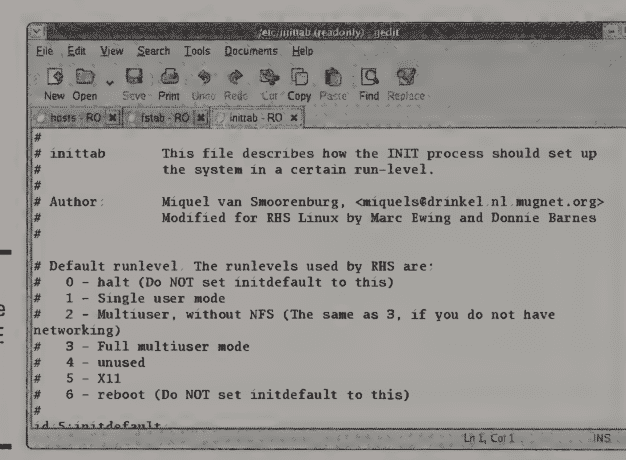 /etc/inittab (readonly) - gedit
File Edit View Search Tools Documents Help
New Open Save Print Undo Redo Cut Copy Paste Find Replace
hosts - RO fstab - RO inittab - RO
#
# inittab This file describes how the INIT process should set up
# the system in a certain run-level.
#
# Author: Miquel van Smoorenburg, <miquels@drinkel.nl.mugnet.org>
# Modified for RHS Linux by Marc Ewing and Donnie Barnes
#

# Default runlevel. The runlevels used by RHS are:
# 0 - halt (Do NOT set initdefault to this)
# 1 - Single user mode
# 2 - Multiuser, without NFS (The same as 3, if you do not have
networking)
# 3 - Full multiuser mode
# 4 - unused
# 5 - X11
# 6 - reboot (Do NOT set initdefault to this)
#
id:5:initdefault:
Ln 1, Col 1 INS